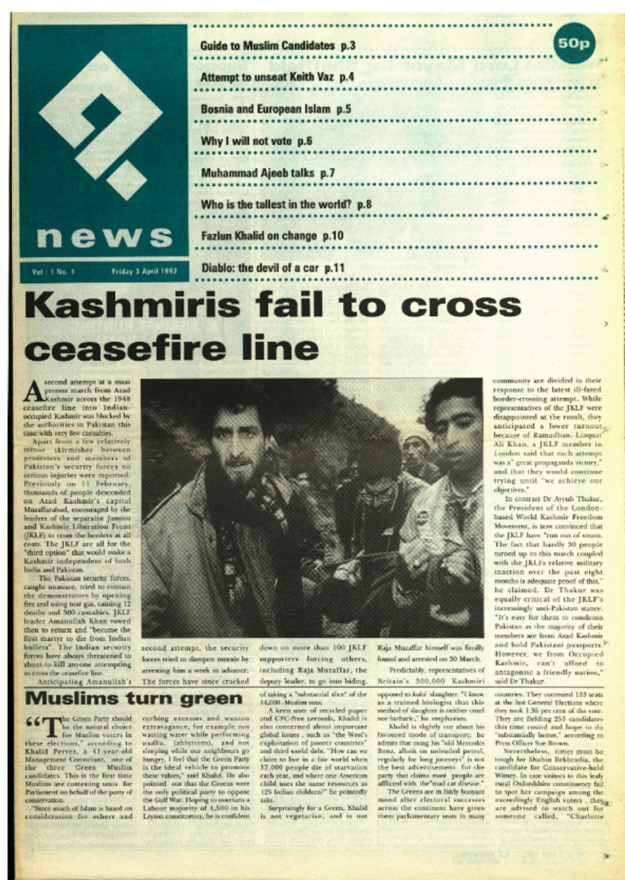 50p
Guide to Muslim Candidates p.3
Attempt to unseat Keith Vaz p.4
Bosnia and European Islam p.5
Why I will not vote p.6
Muhammad Ajeeb talks p.7
Who is the tallest in the world? p.8
Fazlun Khalid on change p.10
Diablo: the devil of a car p.11
news
Vol : 1 No. 1 Friday 3 April 1992
Kashmiris fail to cross
ceasefire line
A second attempt at a mass
protest march from Azad
Kashmir across the 1948
ceasefire line into Indian-
occupied Kashmir was blocked by
the authorities in Pakistan this
time with very few casualties.
Apart from a few relatively
minor skirmishes between
protesters and members of
Pakistan's security forces no
serious injuries were reported.
Previously on 11 February,
thousands of people descended
on Azad Kashmir's capital
Muzaffarabad, encouraged by the
leaders of the separatist Jammu
and Kashmir Liberation Front
(JKLF) to cross the borders at all
costs. The JKLF are all for the
"third option" that would make a
Kashmir independent of both
India and Pakistan.
The Pakistan security forces,
caught unaware, tried to contain
the demonstrators by opening
fire and using tear gas, causing 12
deaths and 300 casualties. JKLF
leader Amanullah Khan vowed
then to return and "become the
first martyr to die from Indian
bullets". The Indian security
forces have always threatened to
shoot-to-kill anyone attempting
to cross the ceasefire line.
Anticipating Amanullah's
second attempt, the security
forces tried to dampen morale by
arresting him a week in advance.
The forces have since cracked
down on more than 100 JKLF
supporters forcing others,
including Raja Muzaffar, the
deputy leader, to go into hiding.
Raja Muzaffar himself was finally
found and arrested on 30 March.
Predictably, representatives of
Britain's 300,000 Kashmiri
community are divided in their
response to the latest ill-fated
border-crossing attempt. While
representatives of the JKLF were
disappointed at the result, they
anticipated a lower turnout
because of Ramadhan. Liaquat
Ali Khan, a JKLF member in
London said that each attempt
was a" great propaganda victory,"
and that they would continue
trying until "we achieve our
objectives."
In contrast Dr Ayyub Thakur,
the President of the London-
based World Kashmir Freedom
Movement, is now convinced that
the JKLF have "run out of steam.
The fact that hardly 30 people
turned up to this march coupled
with the JKLFs relative military
inaction over the past eight
months is adequate proof of this,"
he claimed. Dr Thakur was
equally critical of the JKLF's
increasingly anti-Pakistan stance.
"It's easy for them to condemn
Pakistan as the majority of their
members are from Azad Kashmir
and hold Pakistani passports.
However, we from Occupied
Kashmir, can't afford to
antagonise a friendly nation,"
said Dr Thakur.
Muslims turn green
"The Green Party should
be the natural choice
for Muslim voters in
these elections," according to
Khalid Pervez, a 41-year-old
Management Consultant, one of
the three Green Muslim
candidates. This is the first time
Muslims are contesting seats for
Parliament on behalf of the party of
conservation.
"Since much of Islam is based on
consideration for others and
curbing excesses and wanton
extravagance, for example not
wasting water while performing
wudhu, (ablutions), and not
sleeping while our neighbours go
hungry, I feel that the Green Party
is the ideal vehicle to promote
these values," said Khalid. He also
pointed out that the Greens were
the only political party to oppose
the Gulf War. Hoping to overturn a
Labour majority of 4,500 in his
Leyton constituency, he is confident
of taking a "substantial slice" of the
14,000 -Muslim vote.
A keen user of recycled paper
and CFC-free aerosols, Khalid is
also concerned about important
global issues , such as "the West's
exploitation of poorer countries"
and third world debt. "How can we
claim to live in a fair world when
57,000 people die of starvation
each year, and where one American
child uses the same resources as
125 Indian children?" he pointedly
asks.
Surprisingly for a Green, Khalid
is not vegetarian, and is not
opposed to kufis' slaughter. "I know
as a trained biologist that this
method of slaughter is neither cruel
nor barbaric," he emphasises.
Khalid is slightly coy about his
favoured mode of transport; he
admits that using his "old Mercedes
Benz, albeit on unleaded petrol,
regularly for long journeys" is not
the best advertisement for the
party that claims most people are
afflicted with the"mad car disease."
The Greens are in fairly buoyant
mood after electoral successes
across the continent have given
them parliamentary seats in many
countries. They contested 133 seats
at the last General Elections where
they took 1.36 per cent of the vote.
They are fielding 253 candidates
this time round and hope to do
"substantially better," according to
Press Officer Sue Brown.
Nevertheless, times must be
tough for Shahin Bekhradia, the
candidate for Conservative-held
Witney. In case visitors to this leafy
rural Oxfordshire constituency fail
to spot her campaign among the
exceedingly English voters , they
are advised to watch out for
someone called, "Charlotte